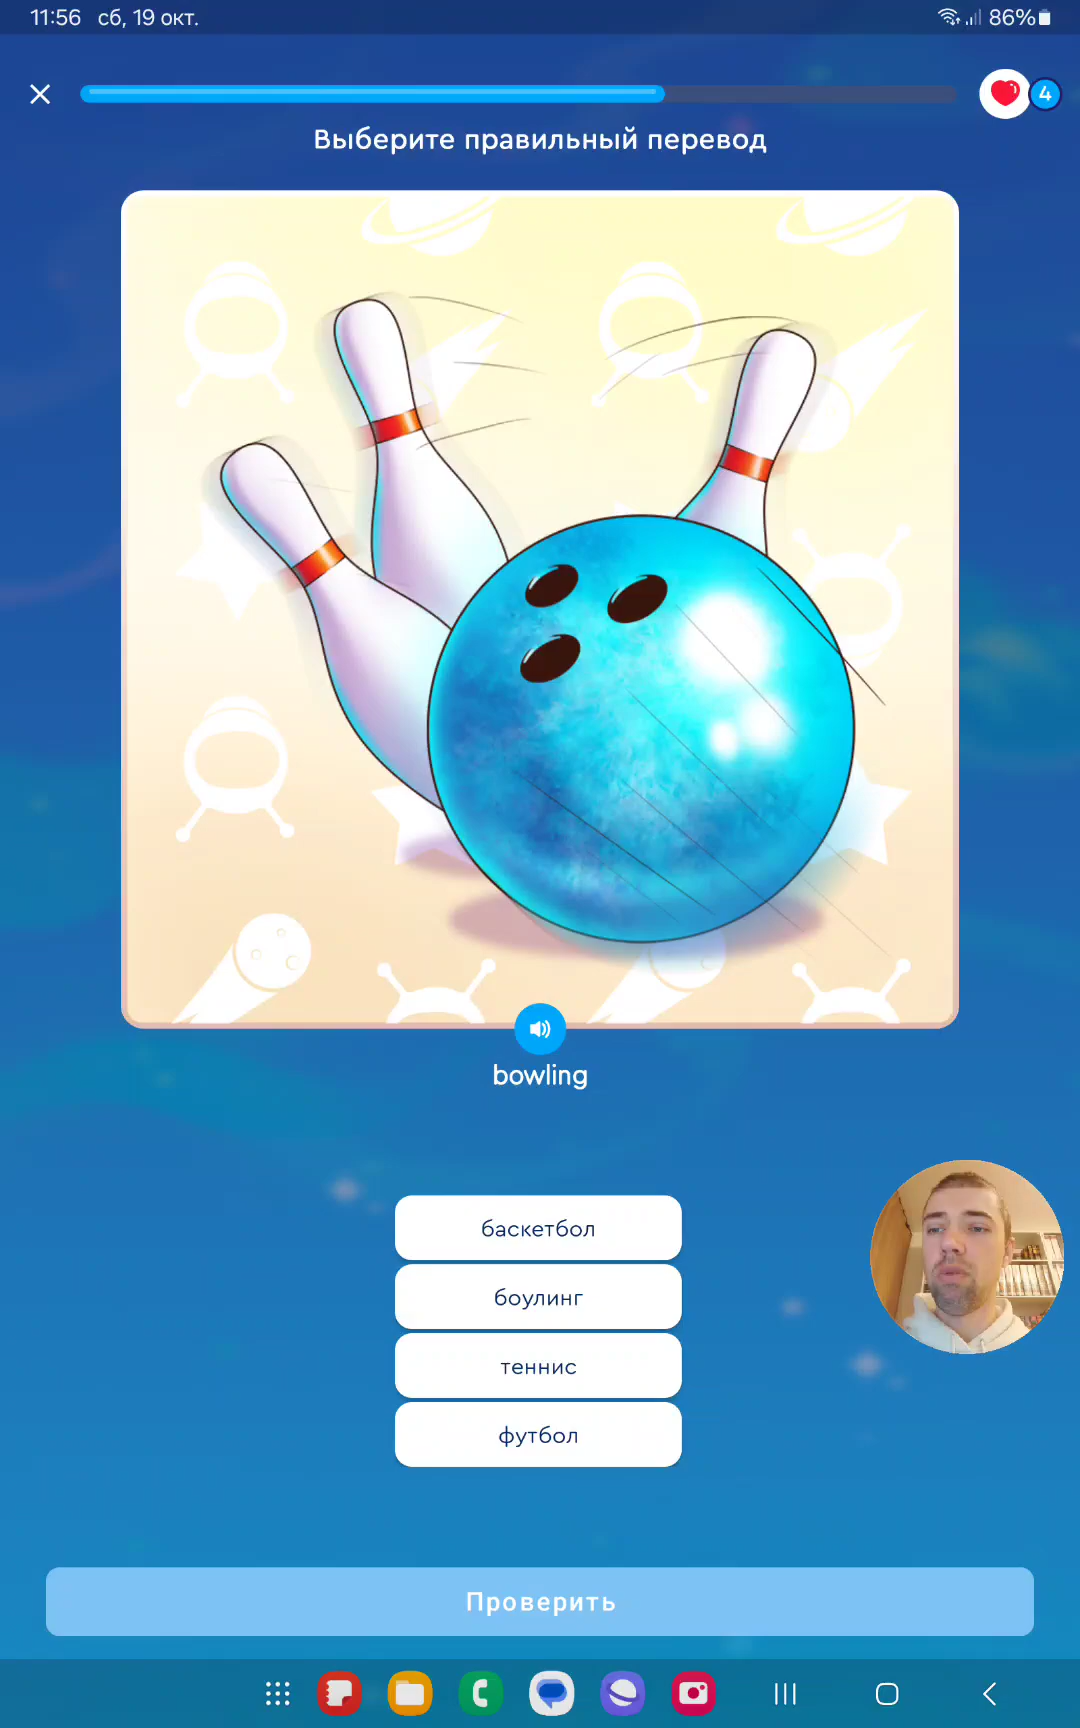 11:56 сб, 19 окт. 86%
4
Выберите правильный перевод
bowling
баскетбол
боулинг
теннис
футбол
Проверить